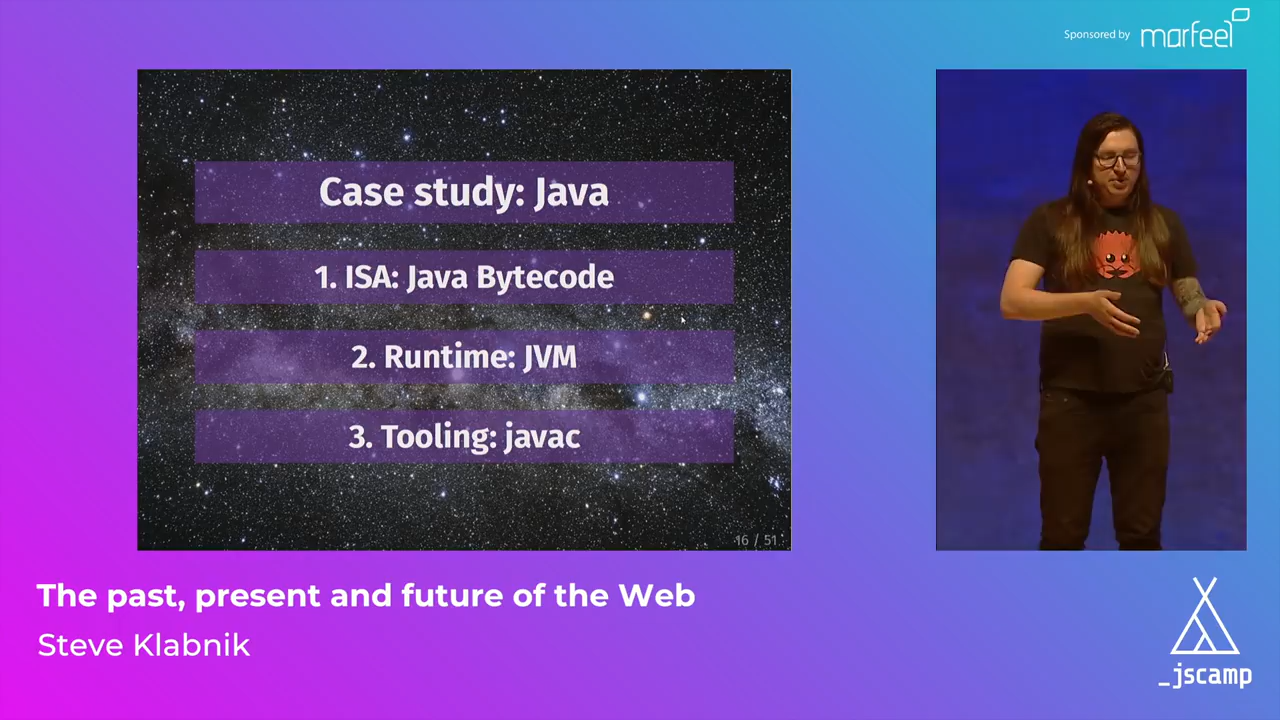 Sponsored by marfeel
Case study: Java
1. ISA: Java Bytecode
2. Runtime: JVM
3. Tooling: javac
16 / 51
The past, present and future of the Web
Steve Klabnik
_jscamp